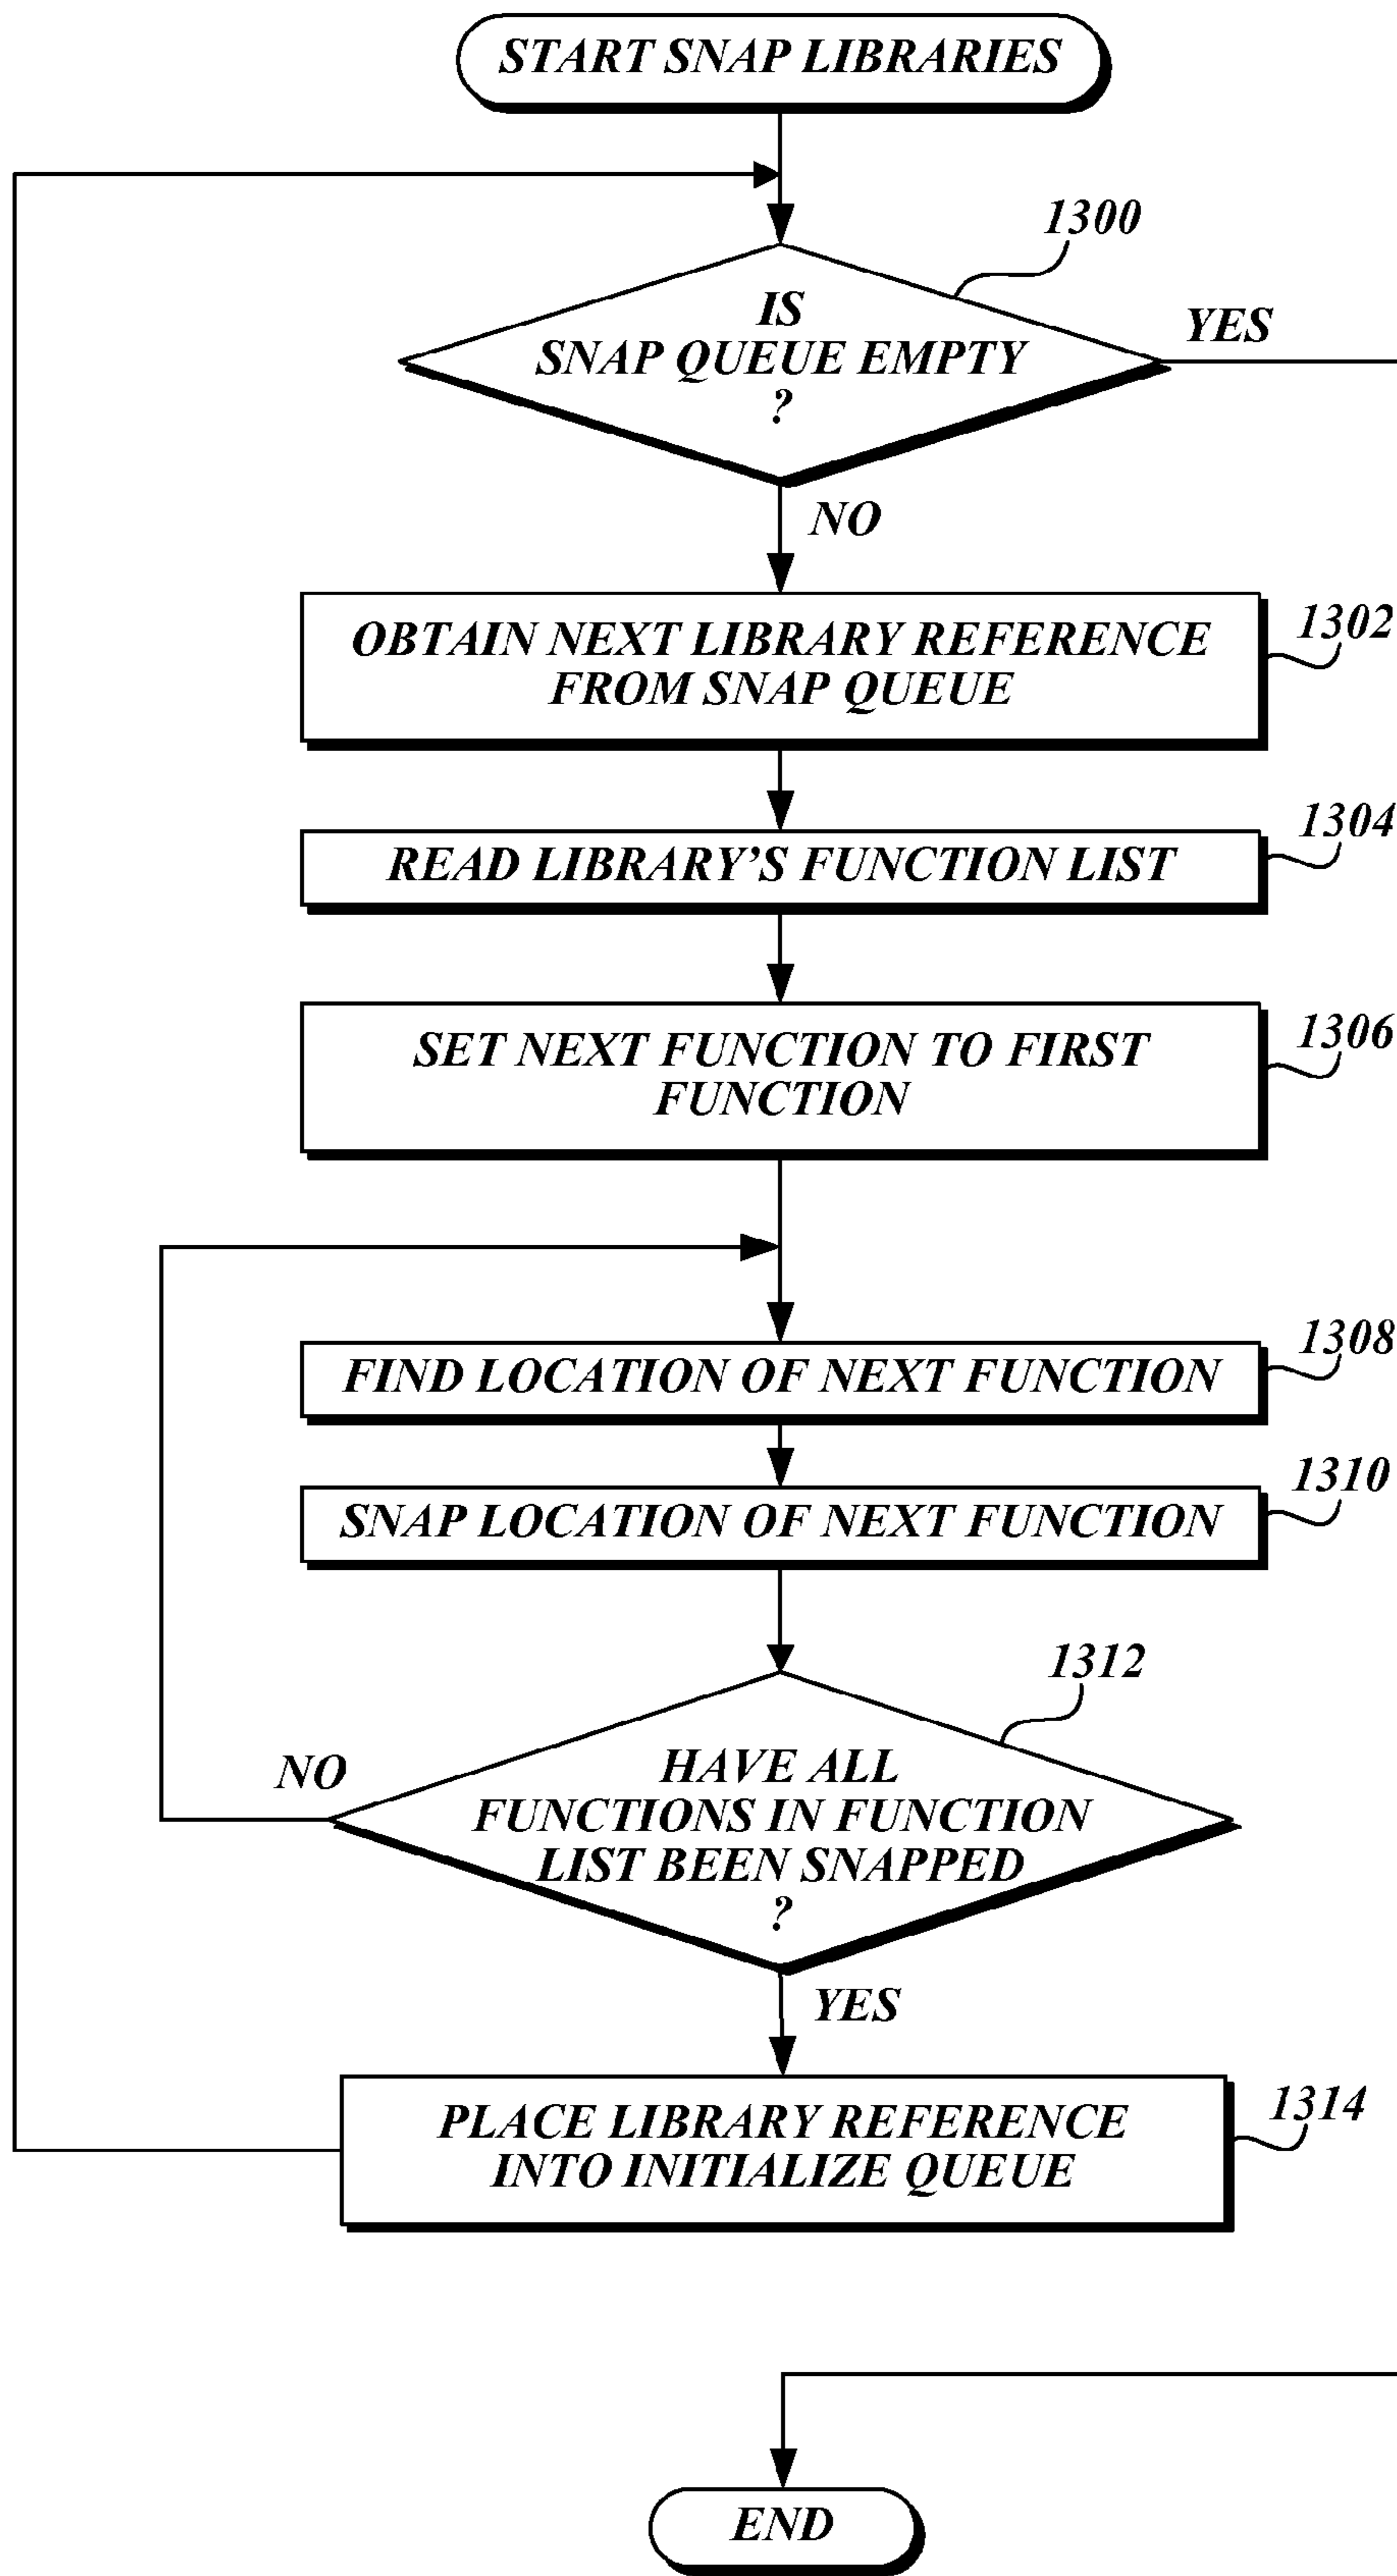 START SNAP LIBRARIES
1300
IS
SNAP QUEUE EMPTY
?
YES
NO
OBTAIN NEXT LIBRARY REFERENCE
FROM SNAP QUEUE
1302
READ LIBRARY’S FUNCTION LIST
1304
SET NEXT FUNCTION TO FIRST
FUNCTION
1306
FIND LOCATION OF NEXT FUNCTION
1308
SNAP LOCATION OF NEXT FUNCTION
1310
1312
HAVE ALL
FUNCTIONS IN FUNCTION
LIST BEEN SNAPPED
?
NO
YES
PLACE LIBRARY REFERENCE
INTO INITIALIZE QUEUE
1314
END